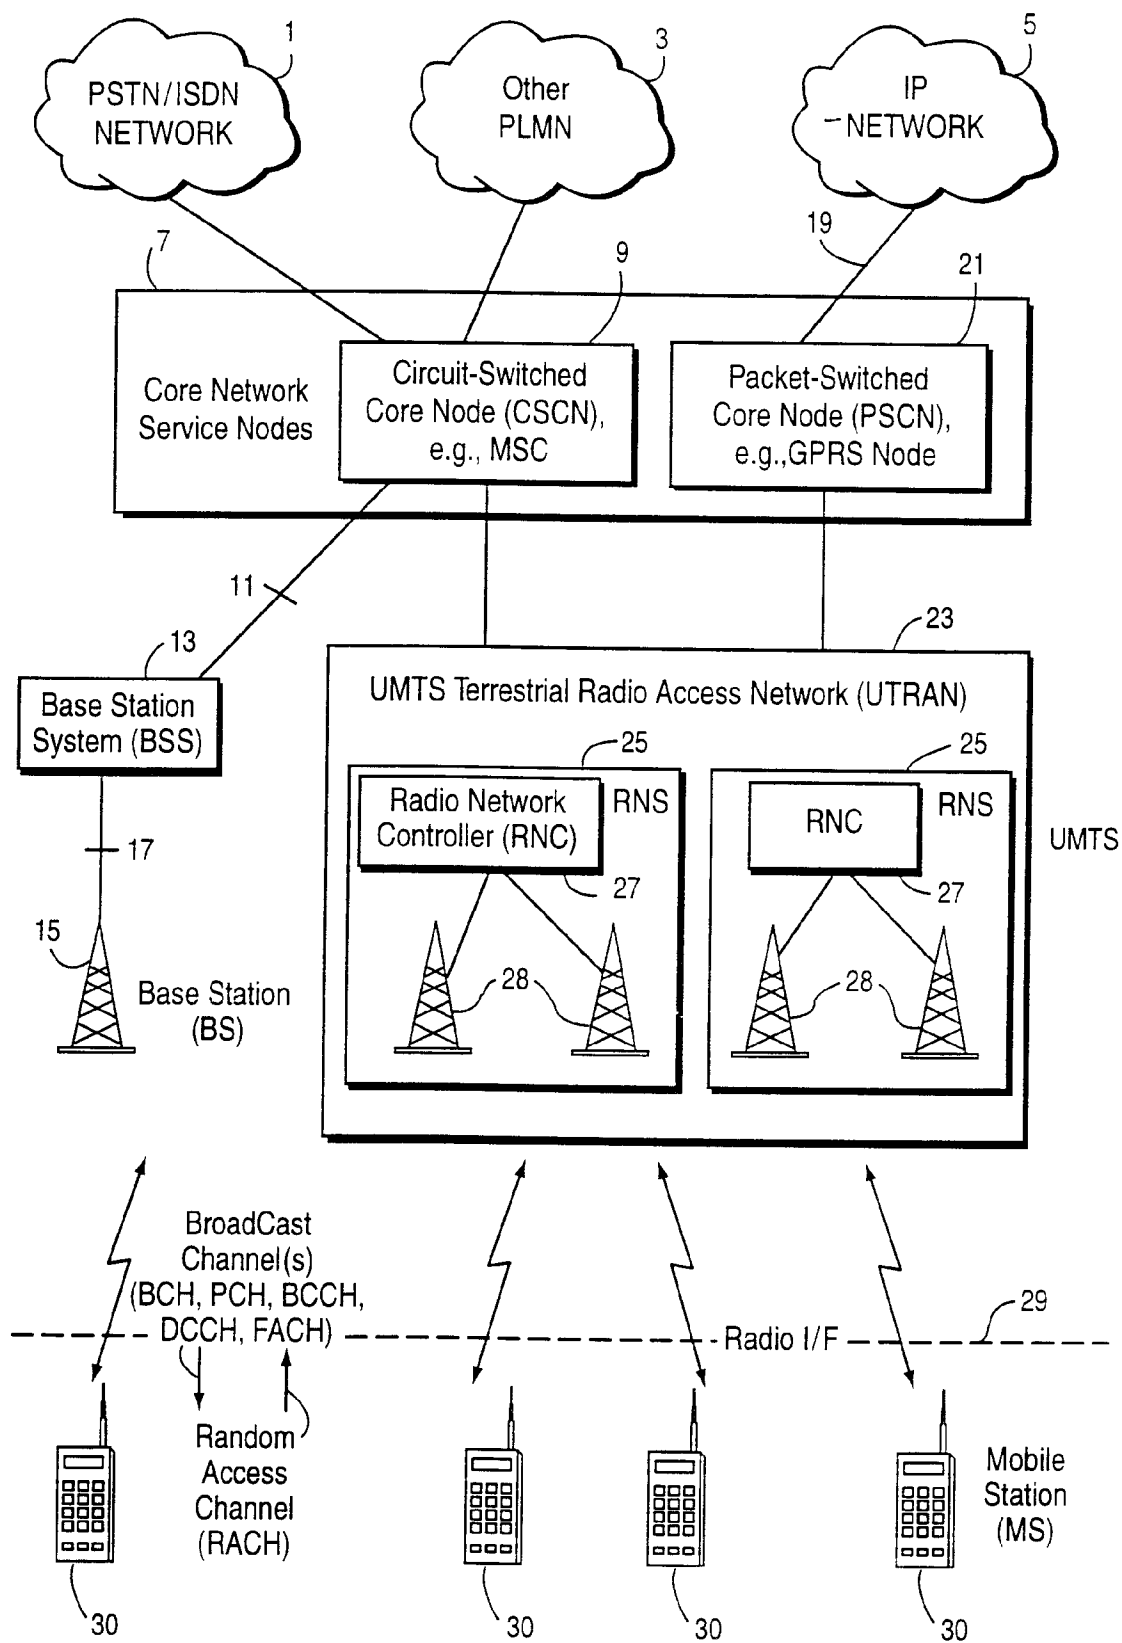 1
3
5
PSTN/ISDN
NETWORK
Other
PLMN
IP
NETWORK
7
9
19
21
Core Network
Service Nodes
Circuit-Switched
Core Node (CSCN),
e.g., MSC
Packet-Switched
Core Node (PSCN),
e.g.,GPRS Node
11
13
23
Base Station
System (BSS)
UMTS Terrestrial Radio Access Network (UTRAN)
25
25
Radio Network
Controller (RNC)
RNS
RNC
RNS
UMTS
17
27
27
15
Base Station
(BS)
28
28
BroadCast
Channel(s)
(BCH, PCH, BCCH,
DCCH, FACH)
Radio I/F
29
Random
Access
Channel
(RACH)
Mobile
Station
(MS)
30
30
30
30